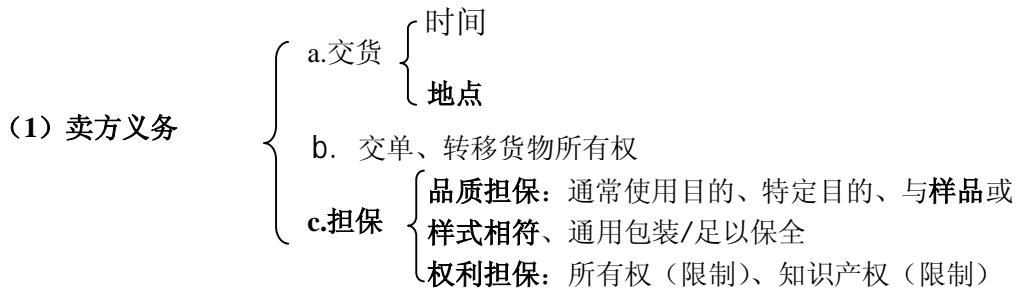 时间
a.交货
地点
（1）卖方义务
b. 交单、转移货物所有权
品质担保：通常使用目的、特定目的、与样品或
c.担保
样式相符、通用包装/足以保全
权利担保：所有权（限制）、知识产权（限制）